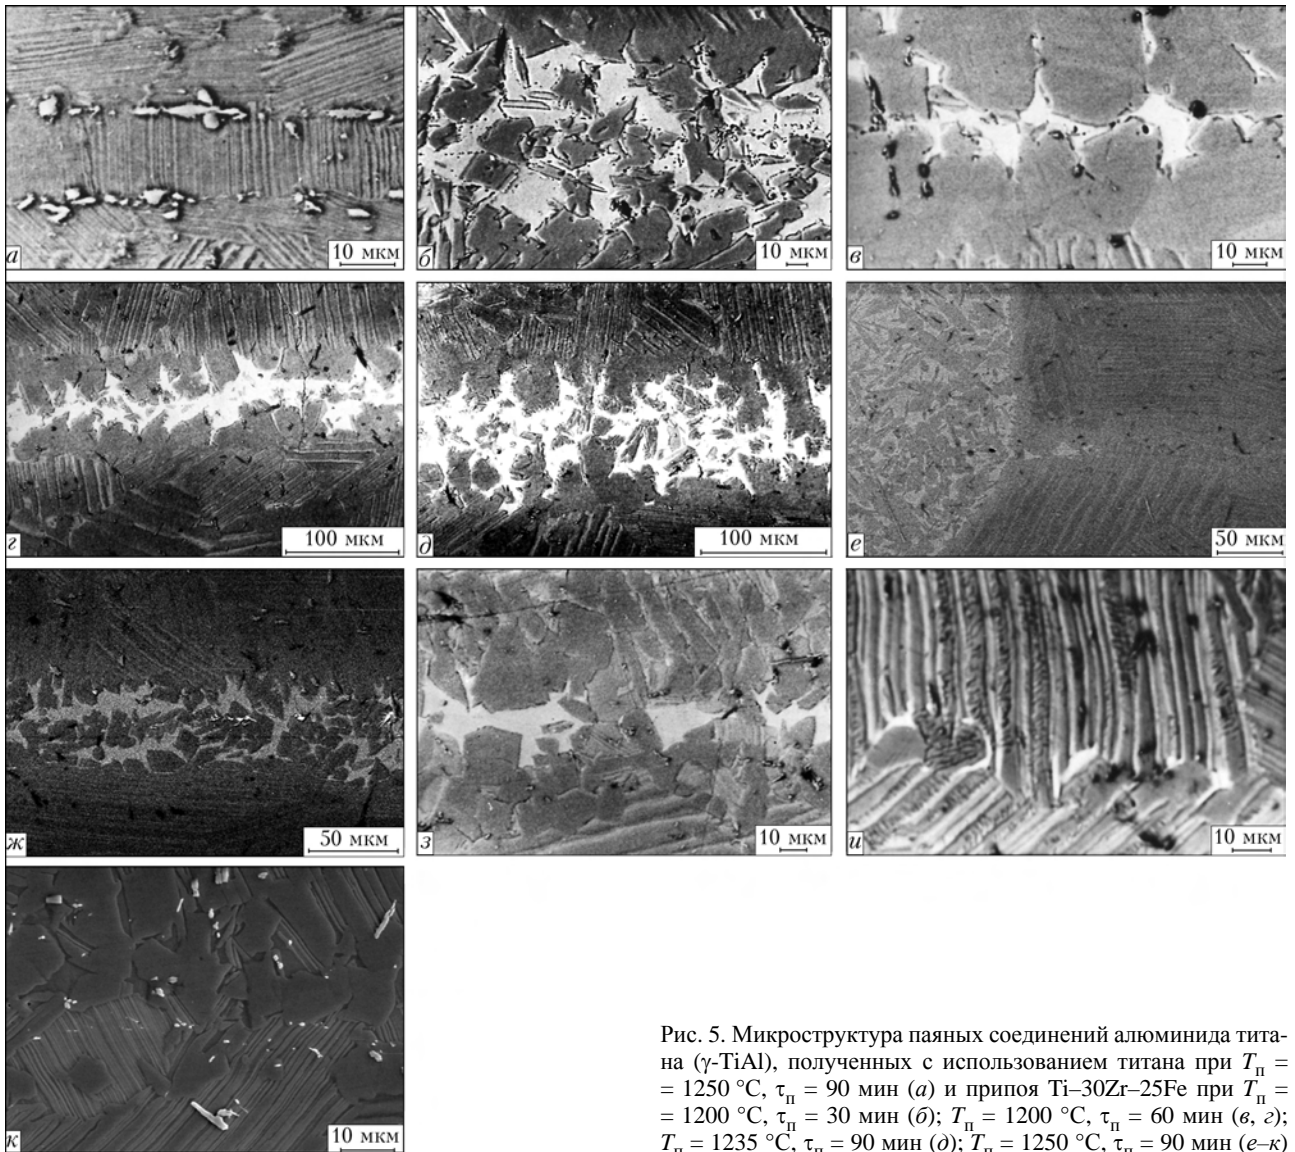 а
10 мкм
б
10 мкм
в
10 мкм
г
100 мкм
д
100 мкм
е
50 мкм
ж
50 мкм
з
10 мкм
и
10 мкм
к
10 мкм
Рис. 5. Микроструктура паяных соединений алюминида тита-
на (γ-TiAl), полученных с использованием титана при Tп =
= 1250 °C, τп = 90 мин (а) и припоя Ti–30Zr–25Fe при Tп =
= 1200 °C, τп = 30 мин (б); Tп = 1200 °C, τп = 60 мин (в, г);
Tп = 1235 °C, τп = 90 мин (д); Tп = 1250 °C, τп = 90 мин (е–к)